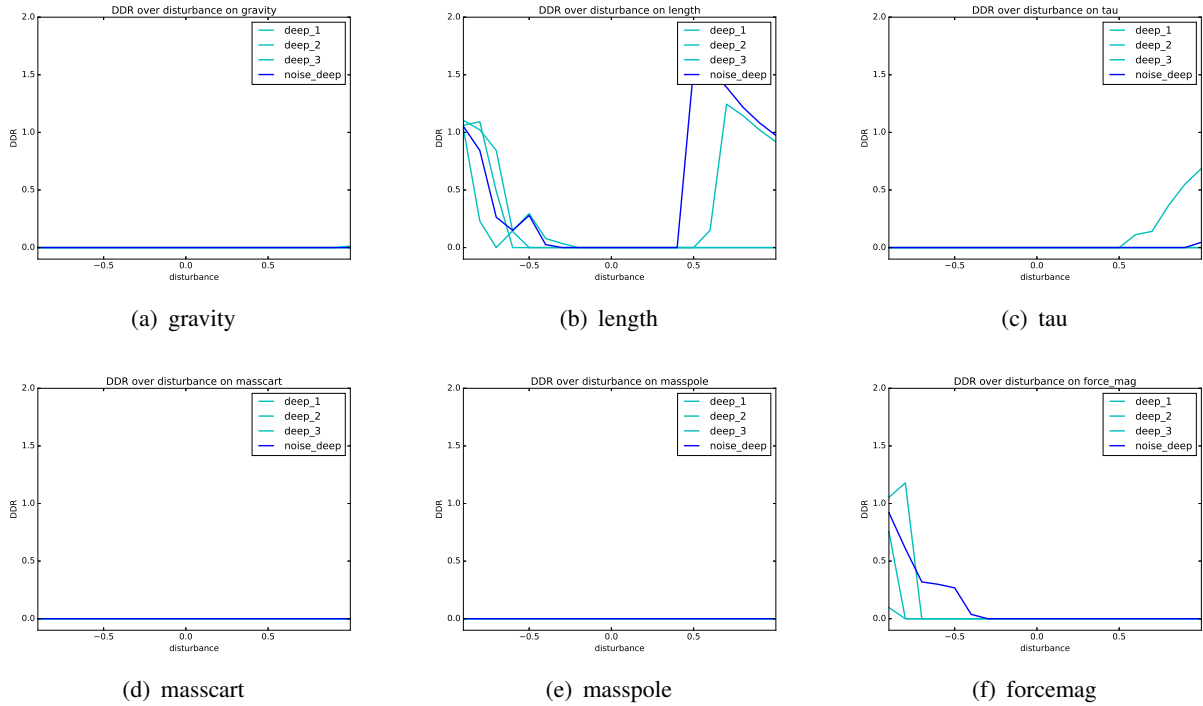 DDR over disturbance on gravity
2.0
1.5
1.0
0.5
0.0
DDR
−0.5 0.0 0.5
disturbance
deep_1
deep_2
deep_3
noise_deep
(a) gravity
DDR over disturbance on length
2.0
1.5
1.0
0.5
0.0
DDR
−0.5 0.0 0.5
disturbance
deep_1
deep_2
deep_3
noise_deep
(b) length
DDR over disturbance on tau
2.0
1.5
1.0
0.5
0.0
DDR
−0.5 0.0 0.5
disturbance
deep_1
deep_2
deep_3
noise_deep
(c) tau
DDR over disturbance on masscart
2.0
1.5
1.0
0.5
0.0
DDR
−0.5 0.0 0.5
disturbance
deep_1
deep_2
deep_3
noise_deep
(d) masscart
DDR over disturbance on masspole
2.0
1.5
1.0
0.5
0.0
DDR
−0.5 0.0 0.5
disturbance
deep_1
deep_2
deep_3
noise_deep
(e) masspole
DDR over disturbance on force_mag
2.0
1.5
1.0
0.5
0.0
DDR
−0.5 0.0 0.5
disturbance
deep_1
deep_2
deep_3
noise_deep
(f) forcemag